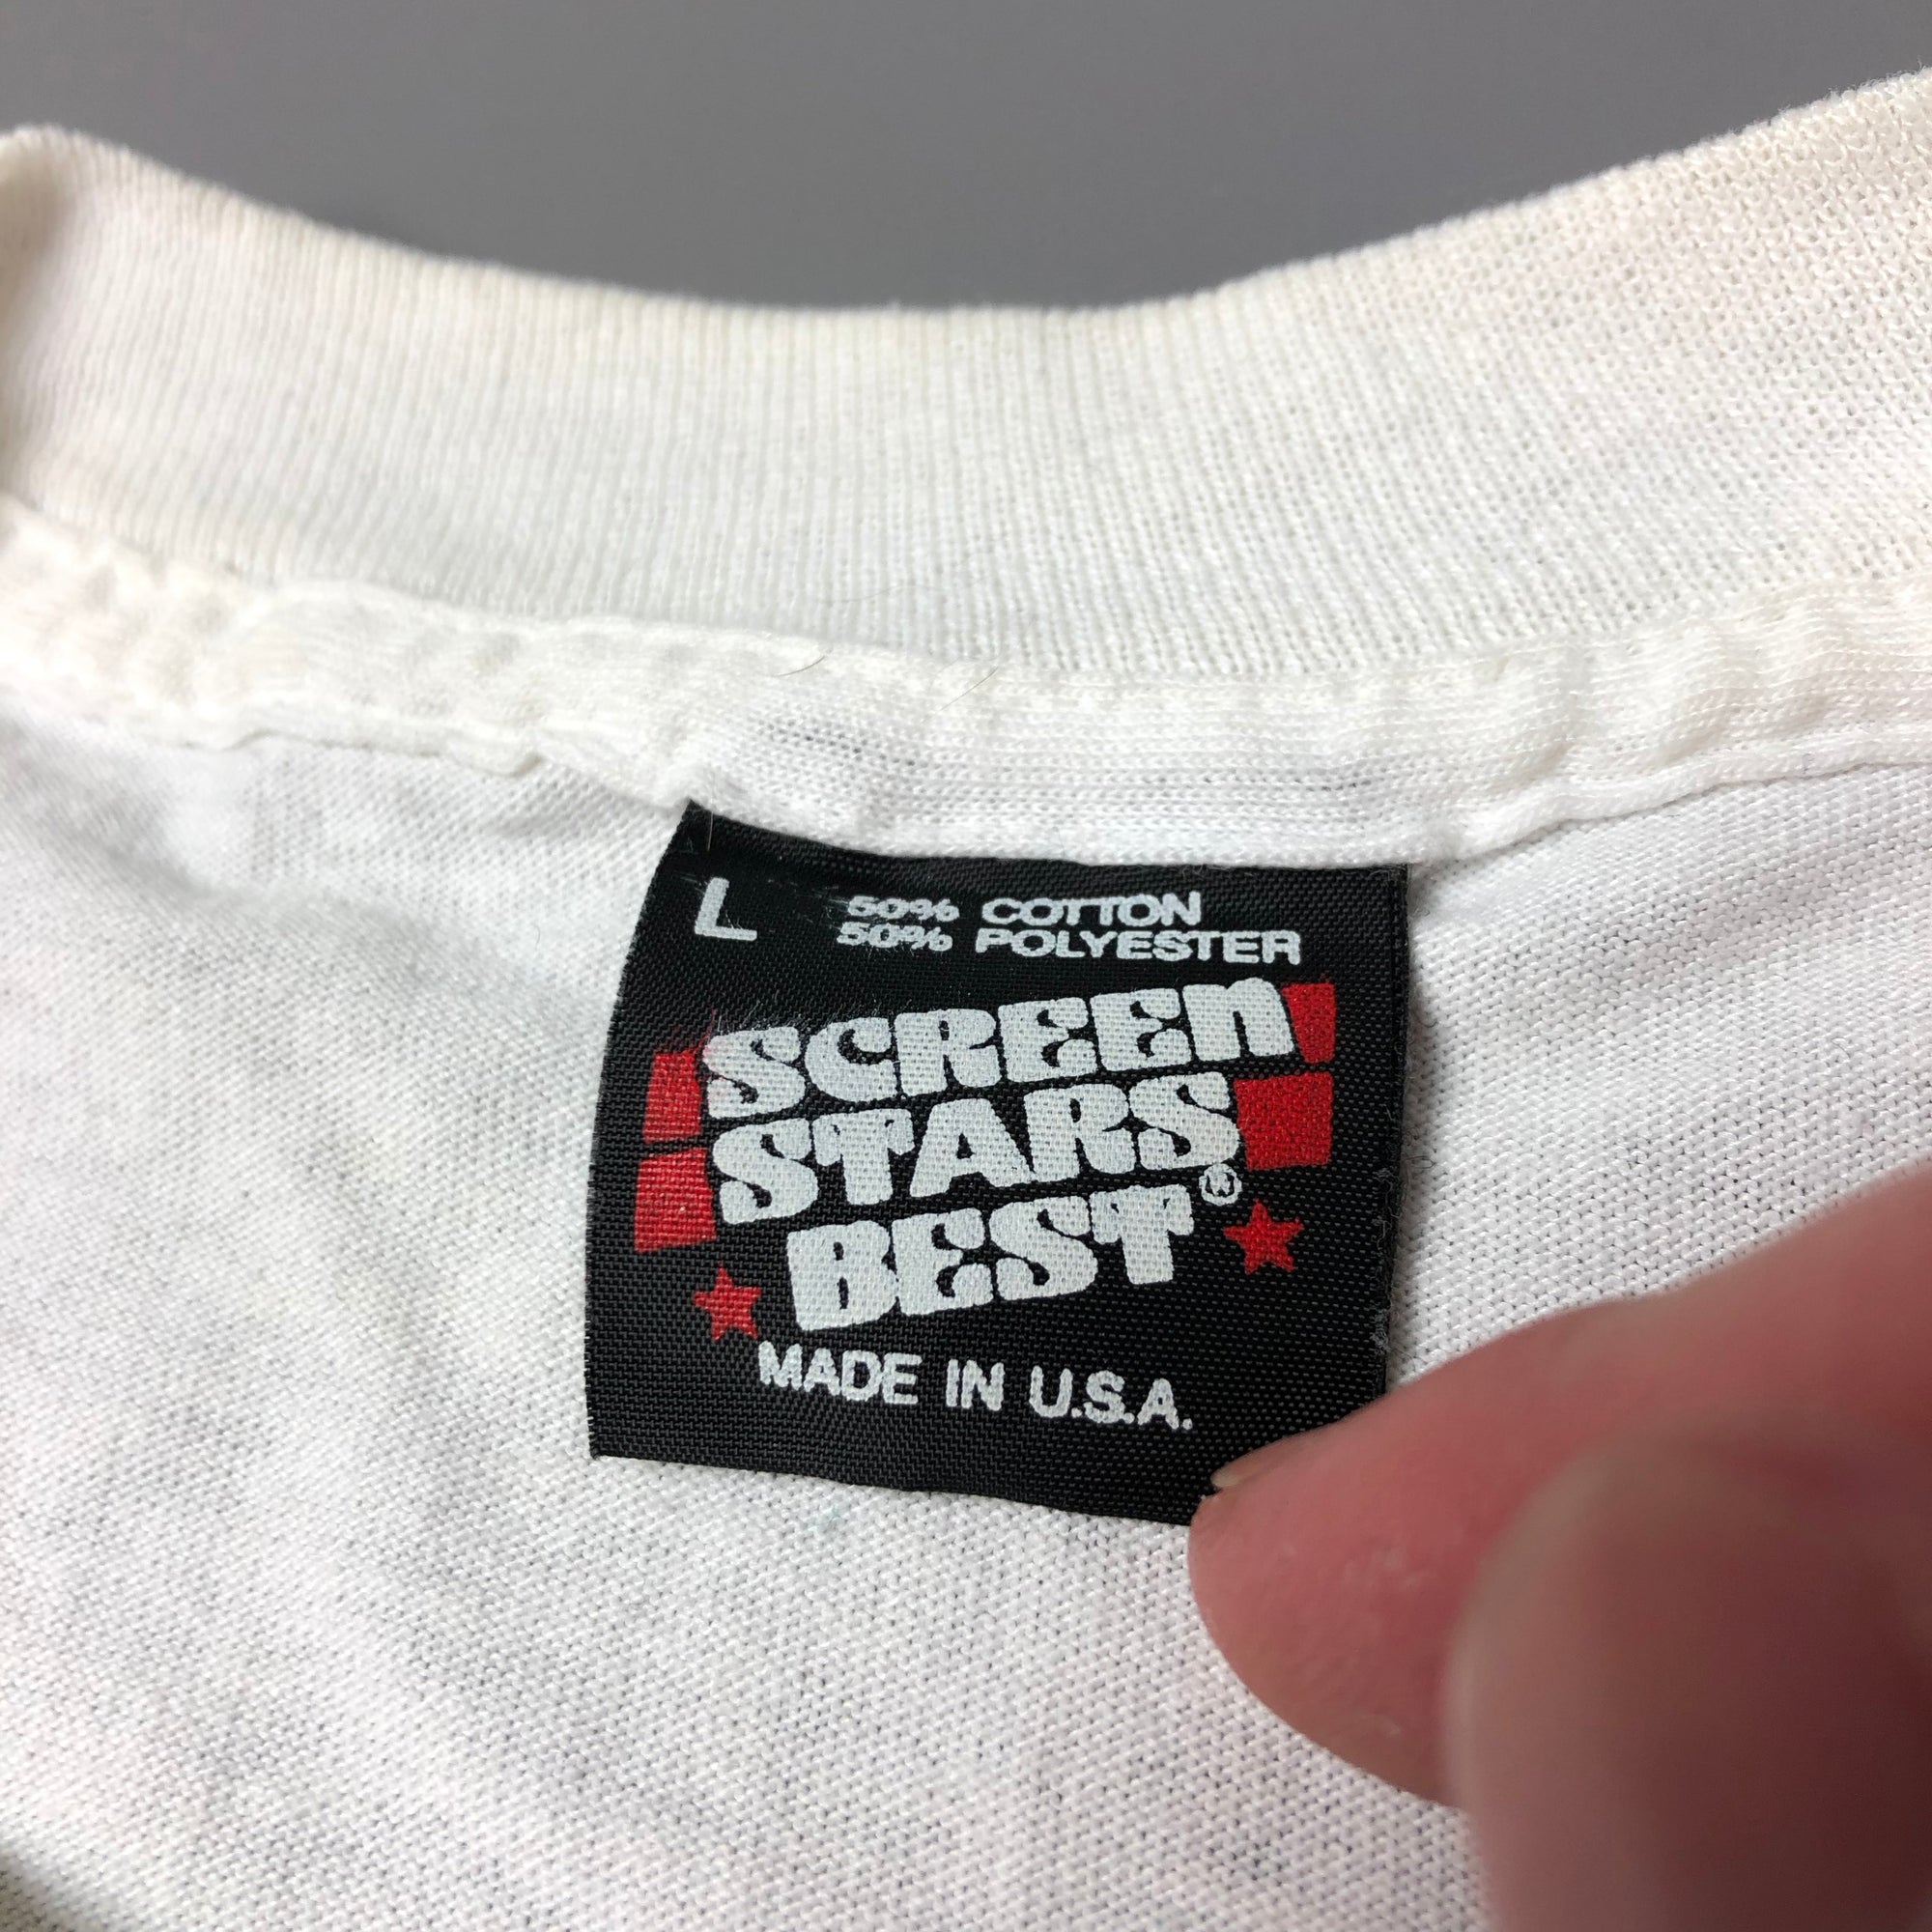 L 50% COTTON
50% POLYESTER
SCREEN
STARS
BEST®
MADE IN U.S.A.